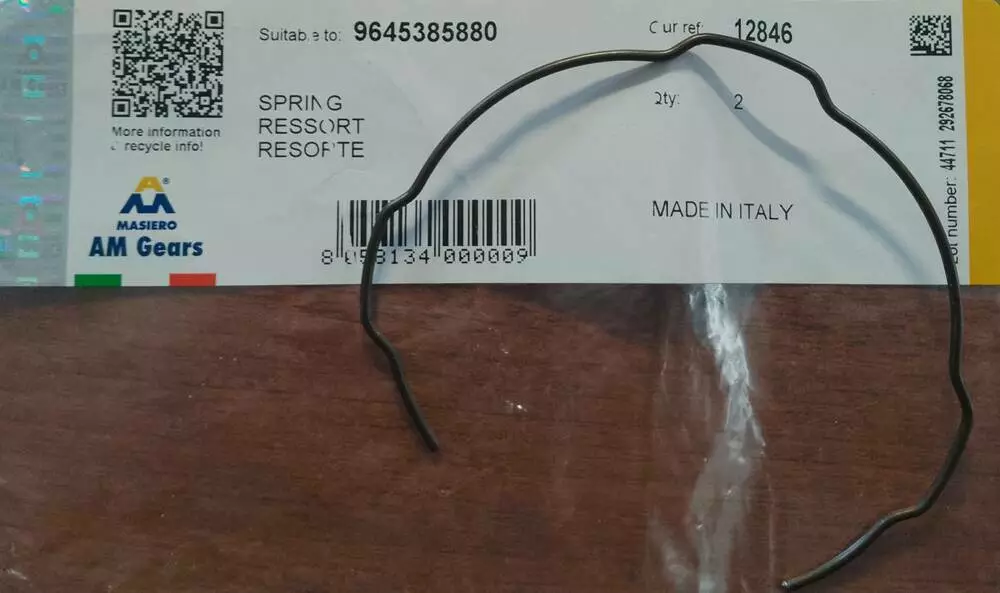 Suitable to: 9645385880
Our ref: 12846
SPRING
RESSORT
RESORTE
Qty: 2
More information
& recycle info!
MASIERO
AM Gears
®
MADE IN ITALY
8 058134 000009
Lot number: 44711 292678068